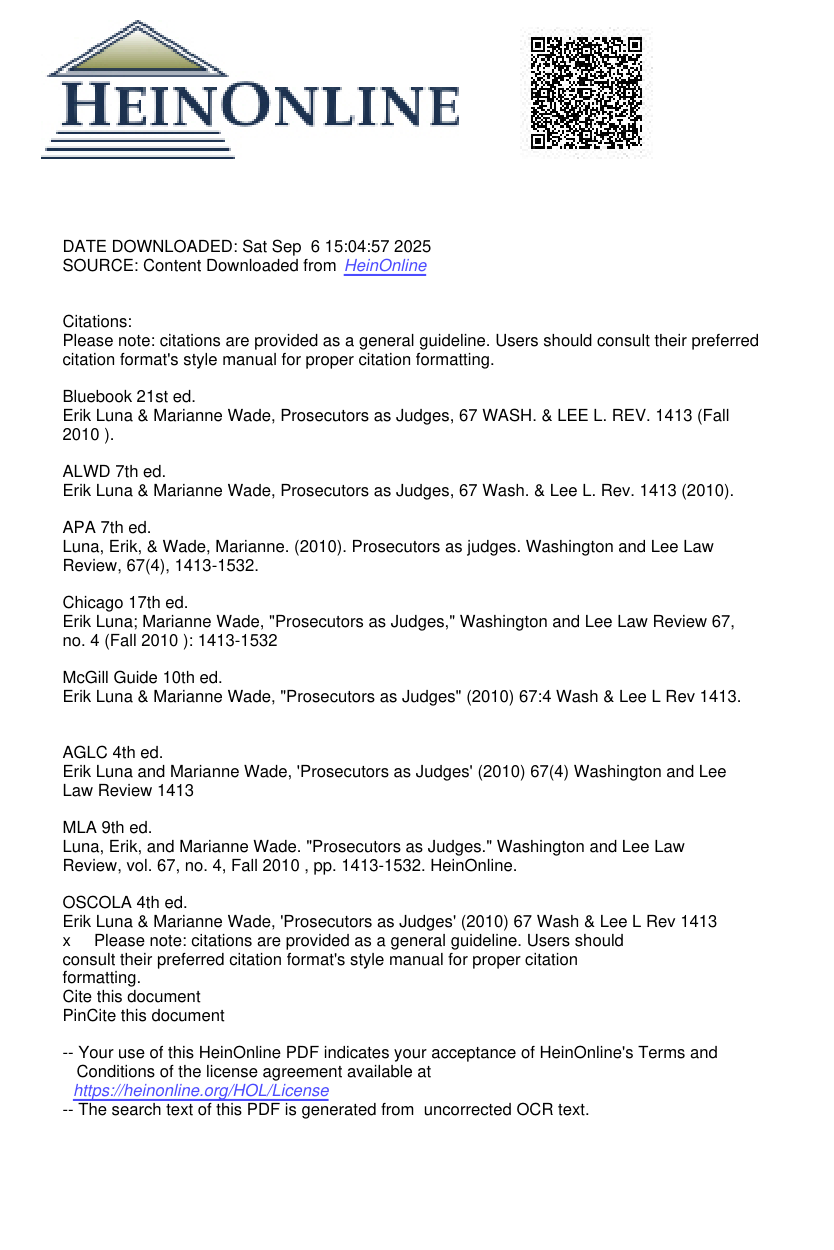 HEINONLINE
DATE DOWNLOADED: Sat Sep  6 15:04:57 2025
SOURCE: Content Downloaded from HeinOnline
Citations:
Please note: citations are provided as a general guideline. Users should consult their preferred
citation format's style manual for proper citation formatting.
Bluebook 21st ed.
Erik Luna & Marianne Wade, Prosecutors as Judges, 67 WASH. & LEE L. REV. 1413 (Fall
2010 ).
ALWD 7th ed.
Erik Luna & Marianne Wade, Prosecutors as Judges, 67 Wash. & Lee L. Rev. 1413 (2010).
APA 7th ed.
Luna, Erik, & Wade, Marianne. (2010). Prosecutors as judges. Washington and Lee Law
Review, 67(4), 1413-1532.
Chicago 17th ed.
Erik Luna; Marianne Wade, "Prosecutors as Judges," Washington and Lee Law Review 67,
no. 4 (Fall 2010 ): 1413-1532
McGill Guide 10th ed.
Erik Luna & Marianne Wade, "Prosecutors as Judges" (2010) 67:4 Wash & Lee L Rev 1413.
AGLC 4th ed.
Erik Luna and Marianne Wade, 'Prosecutors as Judges' (2010) 67(4) Washington and Lee
Law Review 1413
MLA 9th ed.
Luna, Erik, and Marianne Wade. "Prosecutors as Judges." Washington and Lee Law
Review, vol. 67, no. 4, Fall 2010 , pp. 1413-1532. HeinOnline.
OSCOLA 4th ed.
Erik Luna & Marianne Wade, 'Prosecutors as Judges' (2010) 67 Wash & Lee L Rev 1413
x Please note: citations are provided as a general guideline. Users should
consult their preferred citation format's style manual for proper citation
formatting.
Cite this document
PinCite this document
-- Your use of this HeinOnline PDF indicates your acceptance of HeinOnline's Terms and
Conditions of the license agreement available at
https://heinonline.org/HOL/License
-- The search text of this PDF is generated from uncorrected OCR text.